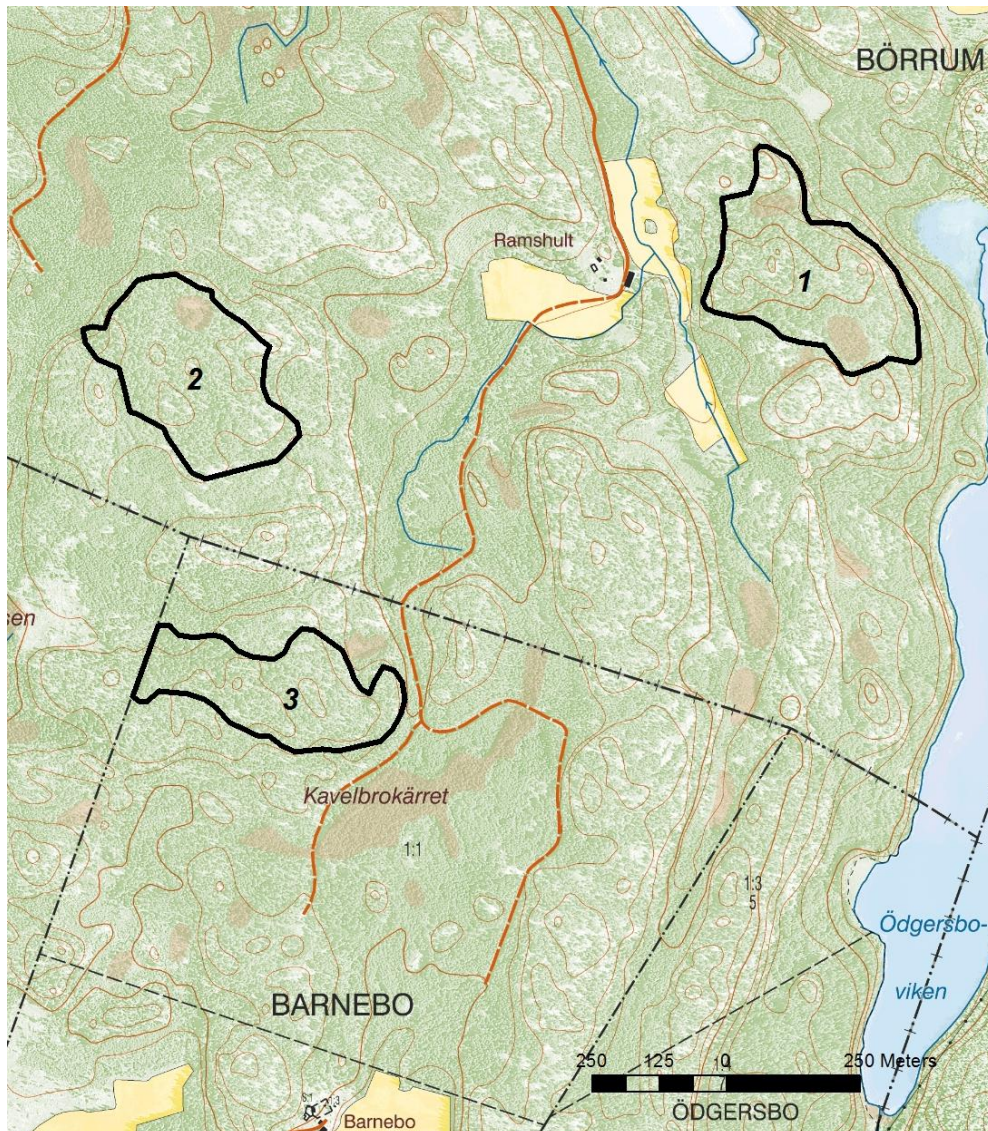 BÖRRUM
Ramshult
1
2
sen
3
Kavelbrokärret
1:1
1:3
5
Ödgersbo-
viken
BARNEBO
250 125 0 250 Meters
ÖDGERSBO
Barnebo